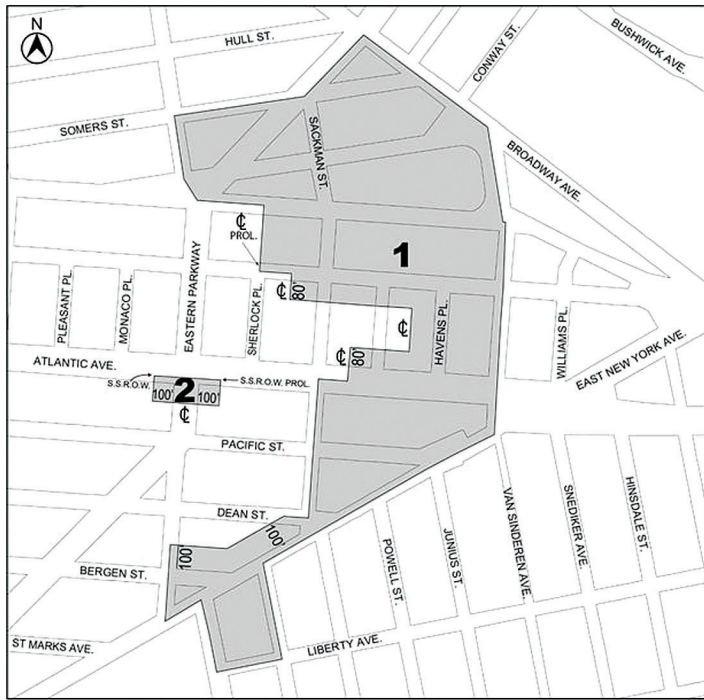 N
HULL ST.
CONWAY ST.
BUSHWICK AVE.
SOMERS ST.
SACKMAN ST.
BROADWAY AVE.
℄
PROL.
1
EASTERN PARKWAY
PLEASANT PL.
MONACO PL.
SHERLOCK PL.
℄
80'
℄
HAVENS PL.
WILLIAMS PL.
℄
80'
EAST NEW YORK AVE.
ATLANTIC AVE.
S.S.R.O.W.
S.S.R.O.W. PROL.
2
100'
100'
℄
PACIFIC ST.
DEAN ST.
100'
100'
BERGEN ST.
POWELL ST.
JUNIUS ST.
VAN SINDEREN AVE.
SNEDIKER AVE.
HINSDALE ST.
ST MARKS AVE.
LIBERTY AVE.